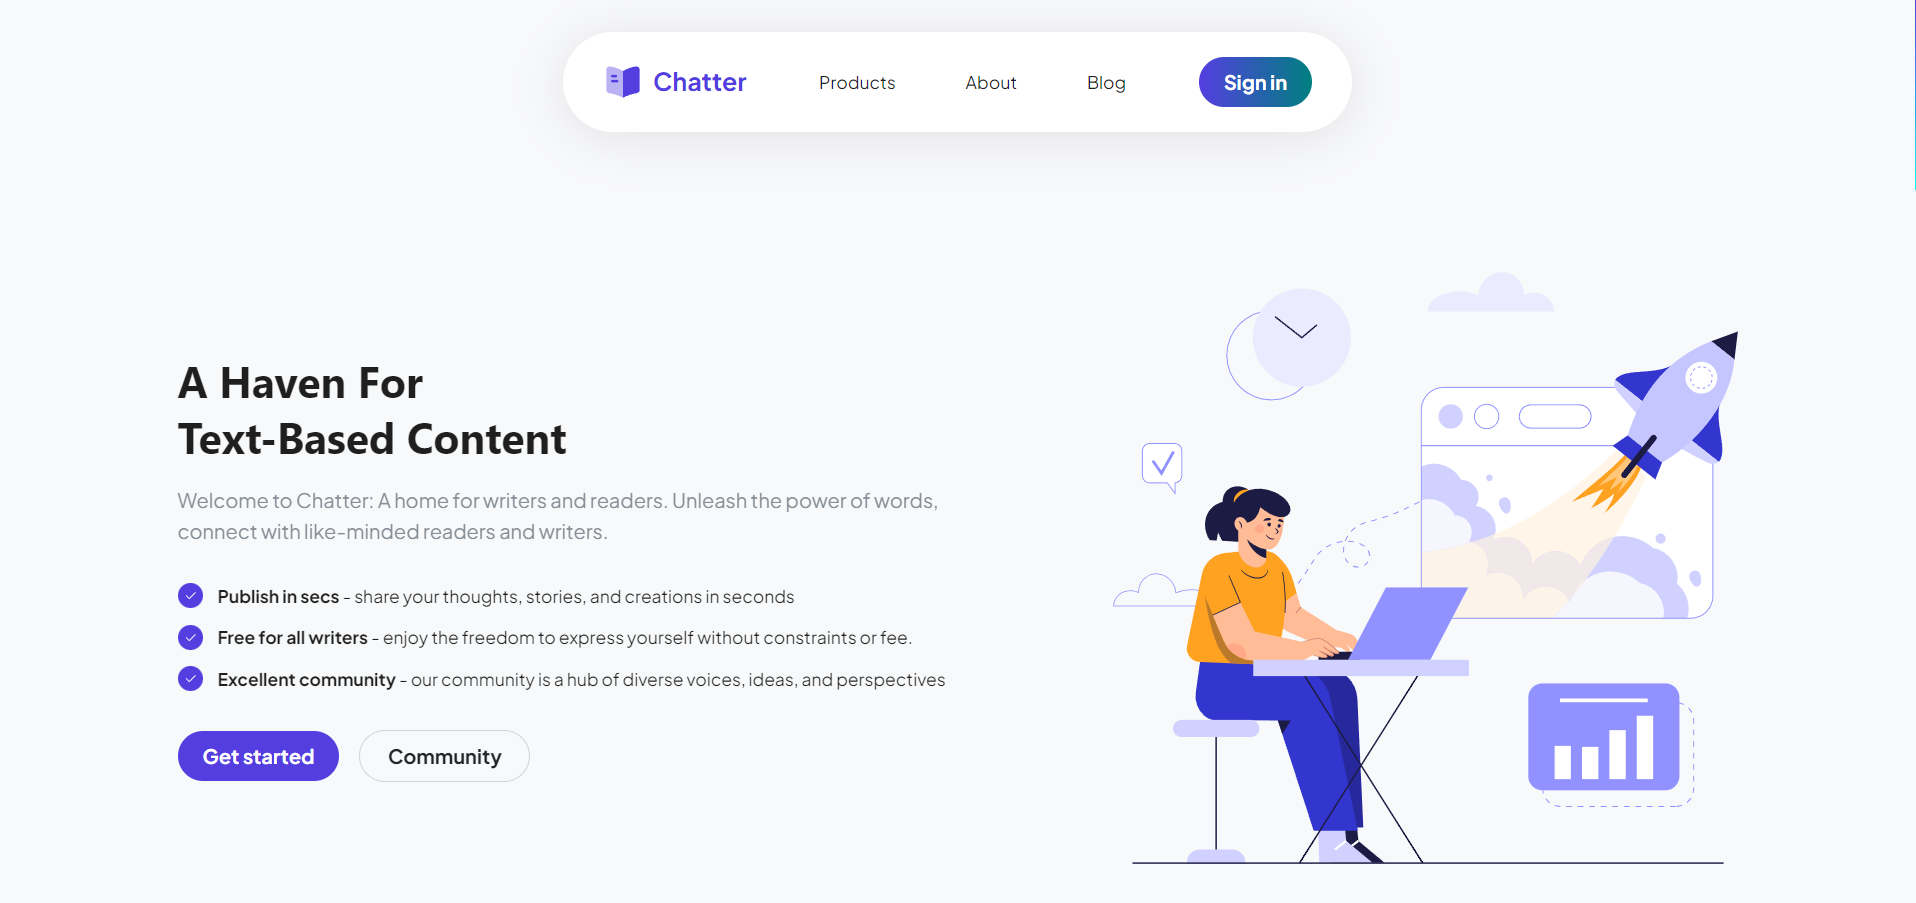 Chatter
Products
About
Blog
Sign in
A Haven For
Text-Based Content
Welcome to Chatter: A home for writers and readers. Unleash the power of words,
connect with like-minded readers and writers.
Publish in secs - share your thoughts, stories, and creations in seconds
Free for all writers - enjoy the freedom to express yourself without constraints or fee.
Excellent community - our community is a hub of diverse voices, ideas, and perspectives
Get started
Community